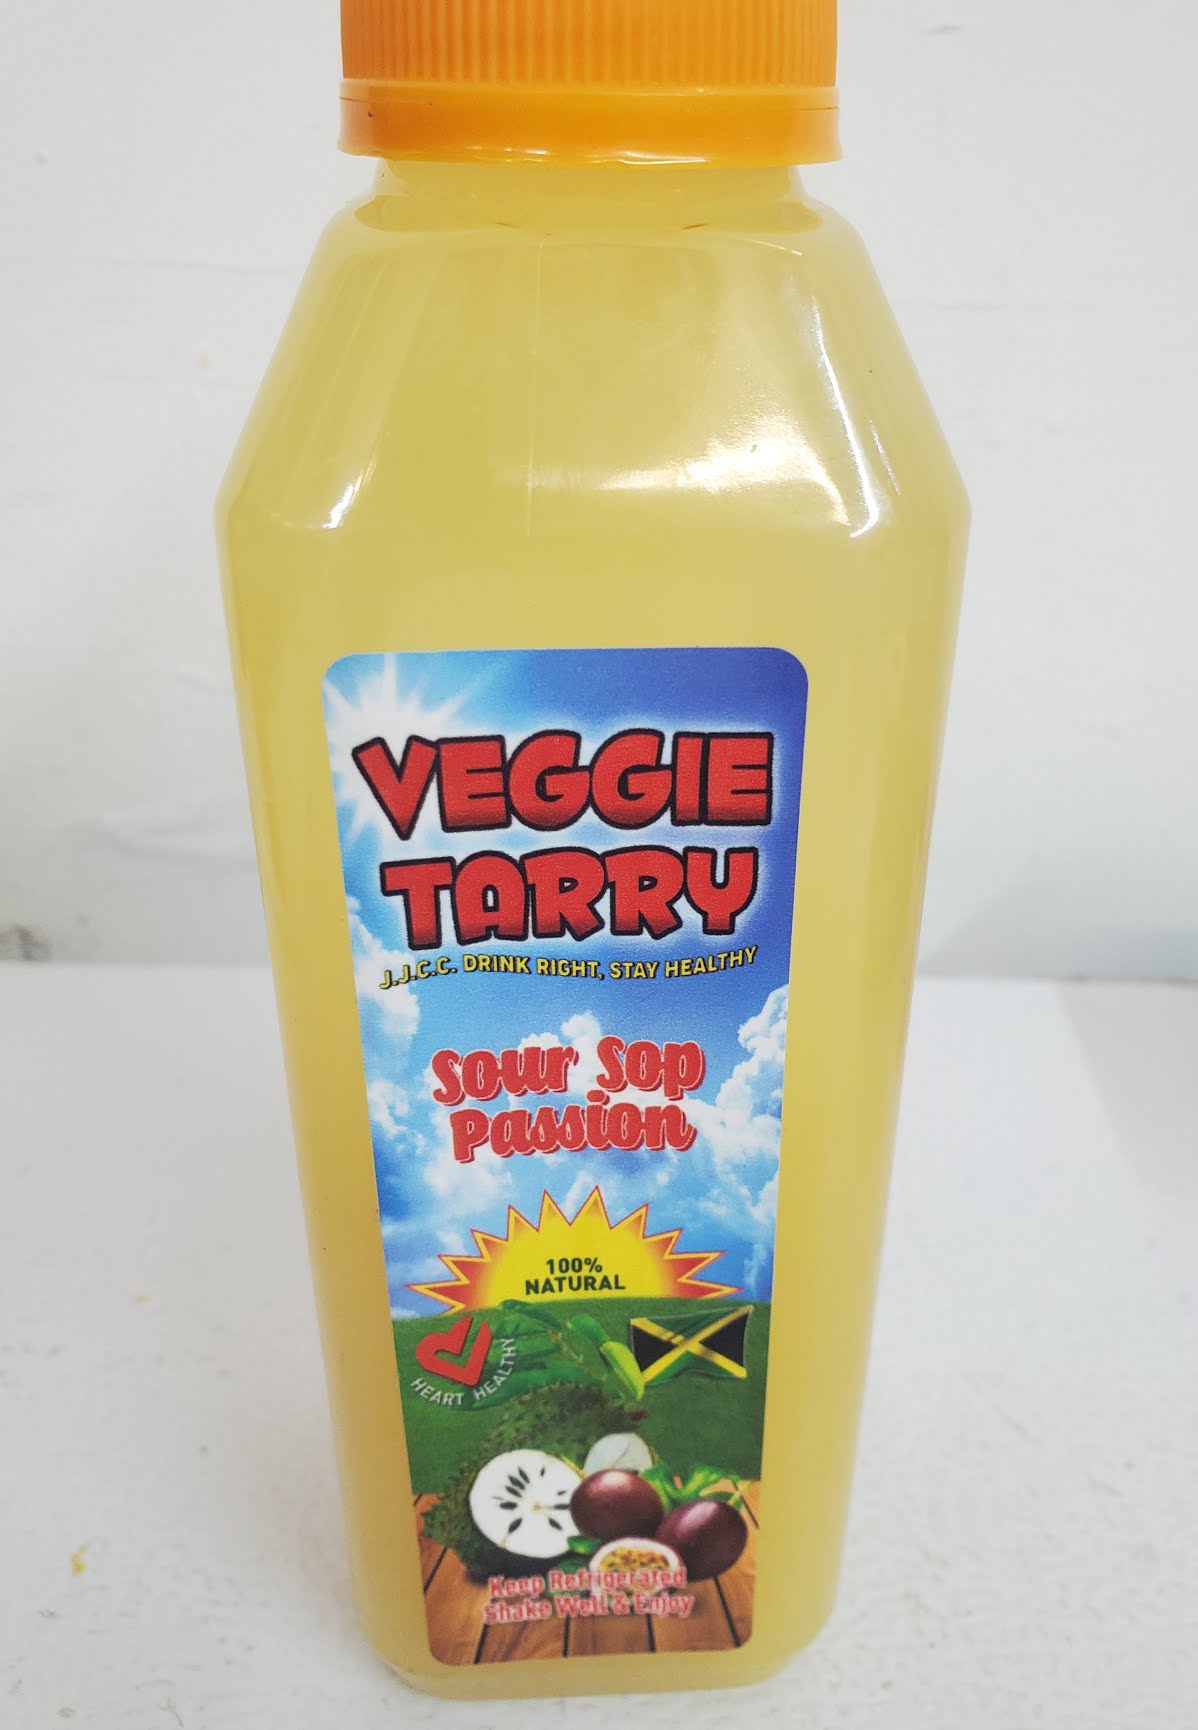 VEGGIE
TARRY
J.J.C.C. DRINK RIGHT, STAY HEALTHY
Sour Sop
Passion
100%
NATURAL
HEART HEALTHY
Keep Refrigerated
Shake Well & Enjoy